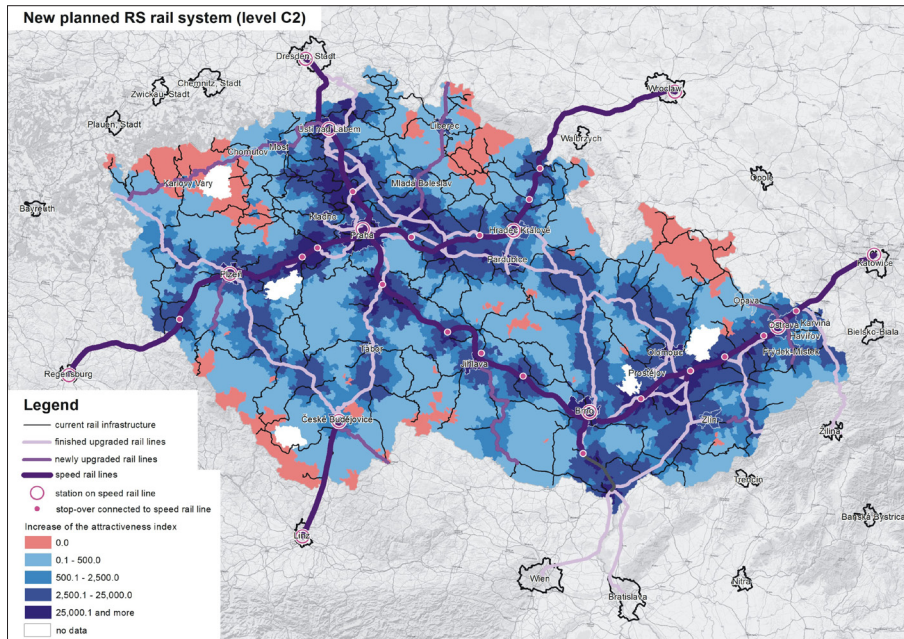 New planned RS rail system (level C2)
Dresden, Stadt
Chemnitz, Stadt
Zwickau, Stadt
Plauen, Stadt
Wroclaw
Walbrzych
Ústí nad Labem
Liberec
Most
Chomutov
Karlovy Vary
Mladá Boleslav
Opole
Bayreuth
Kladno
Praha
Hradec Králové
Pardubice
Plzeň
Katowice
Opava
Ostrava
Karviná
Havířov
Bielsko-Biala
Frýdek-Místek
Olomouc
Tábor
Jihlava
Prostějov
Regensburg
Brno
Zlín
Žilina
České Budějovice
Trenčín
Banská Bystrica
Linz
Wien
Bratislava
Nitra
Legend
current rail infrastructure
finished upgraded rail lines
newly upgraded rail lines
speed rail lines
station on speed rail line
stop-over connected to speed rail line
Increase of the attractiveness index
0.0
0.1 - 500.0
500.1 - 2,500.0
2,500.1 - 25,000.0
25,000.1 and more
no data